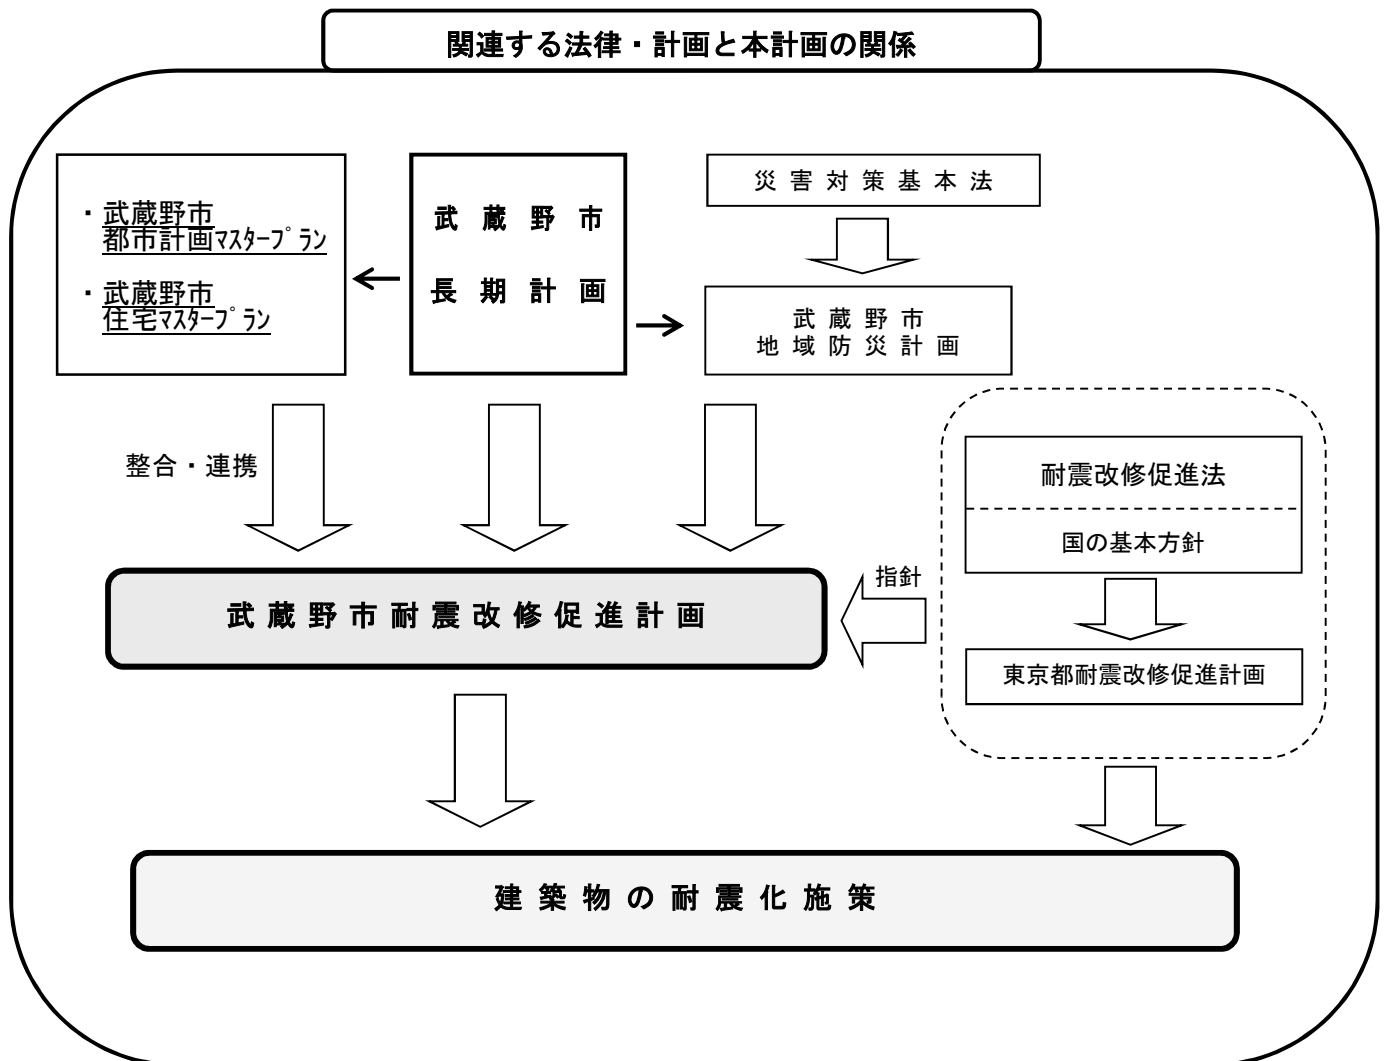 関連する法律・計画と本計画の関係
・武蔵野市
都市計画ﾏｽﾀｰﾌﾟﾗﾝ
・武蔵野市
住宅ﾏｽﾀｰﾌﾟﾗﾝ
武蔵野市
長期計画
災害対策基本法
武蔵野市
地域防災計画
整合・連携
耐震改修促進法
国の基本方針
指針
武蔵野市耐震改修促進計画
東京都耐震改修促進計画
建築物の耐震化施策